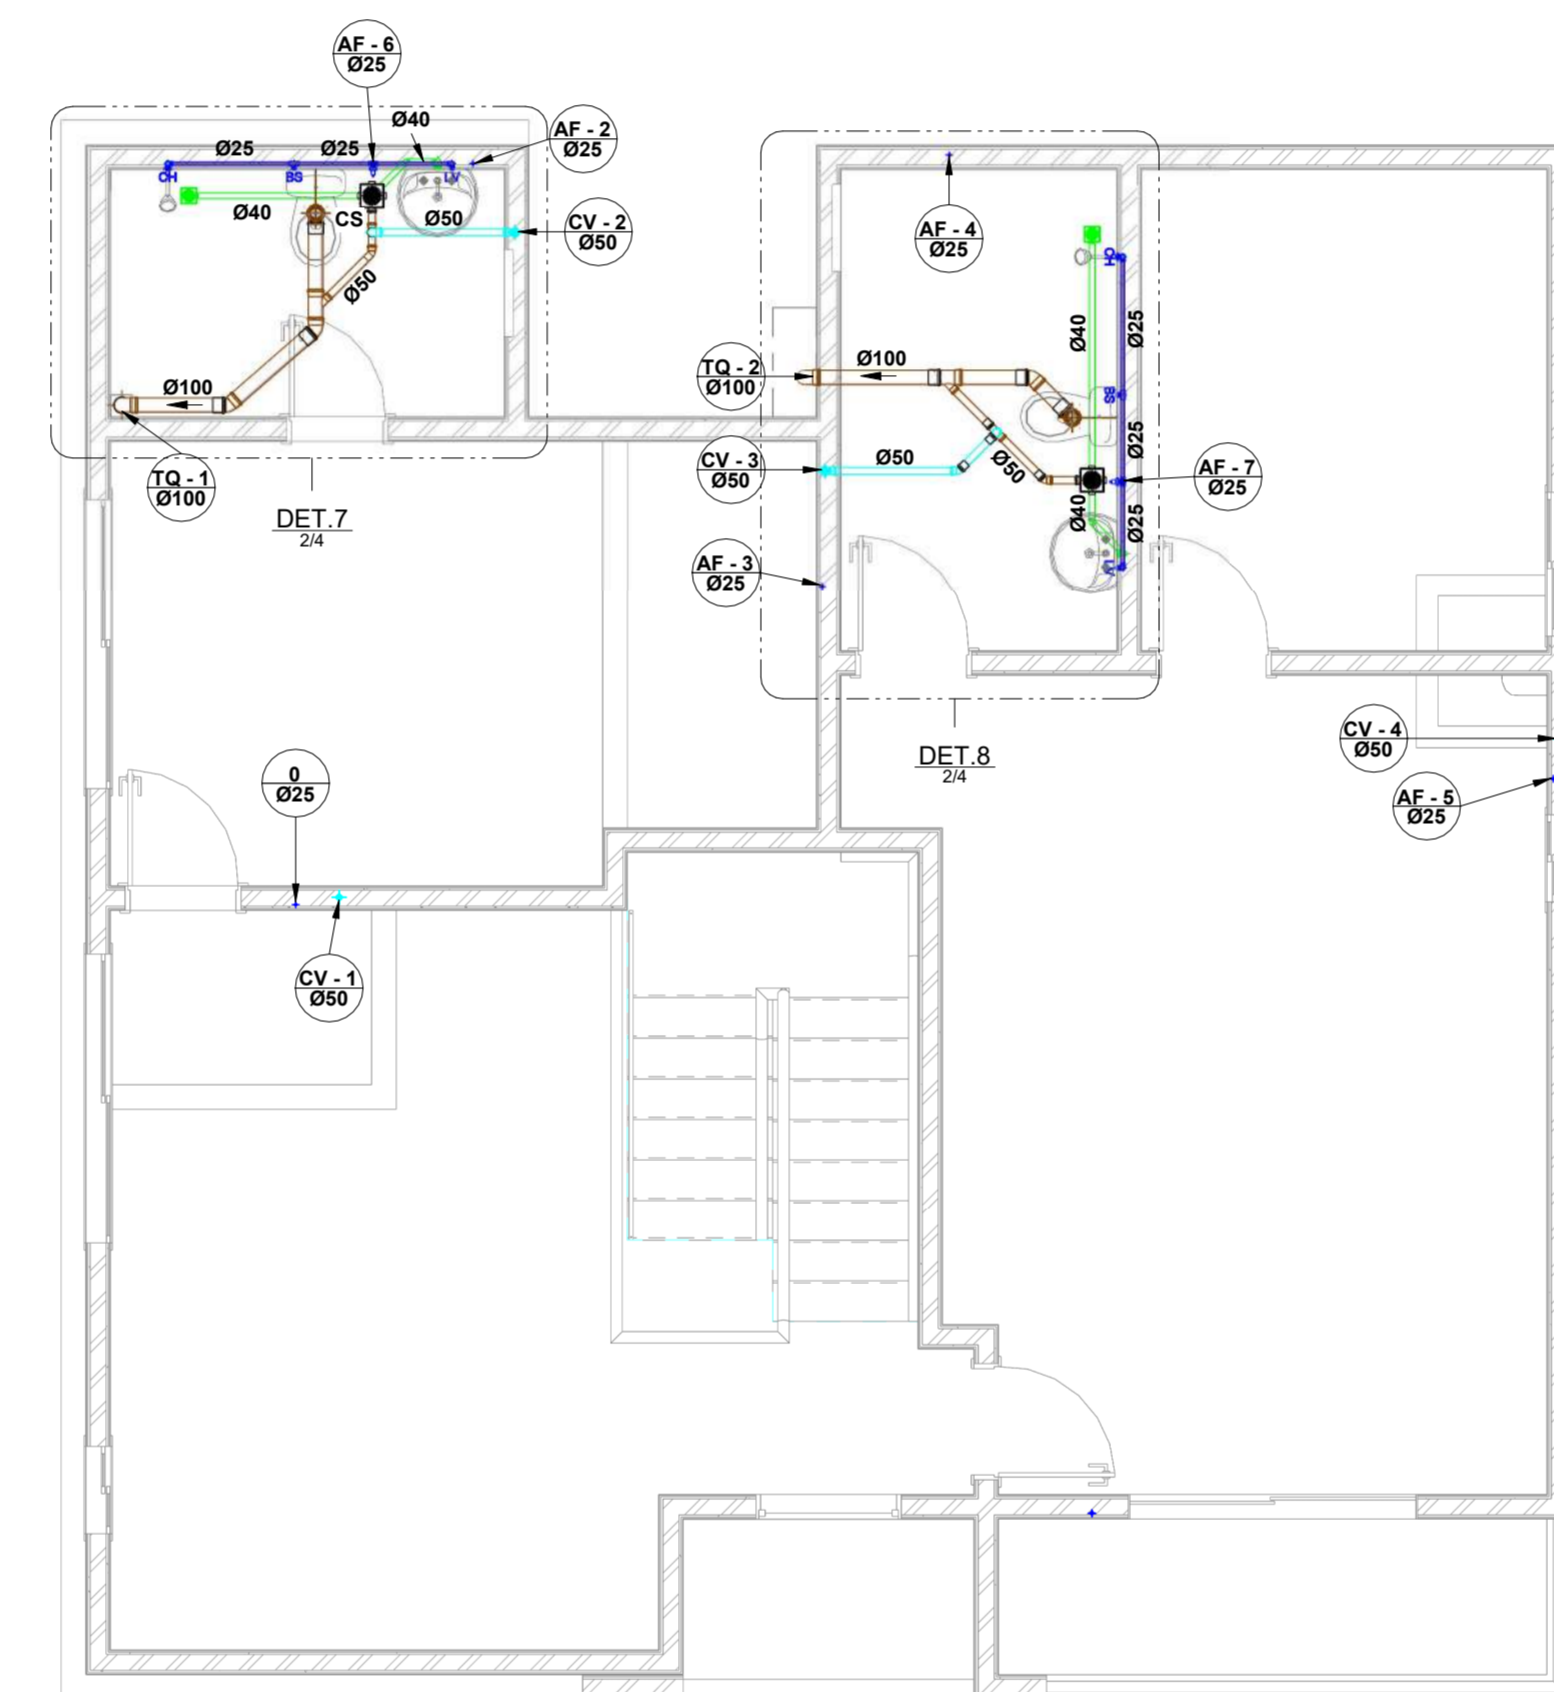 AF - 6
Ø25
Ø40
AF - 2
Ø25
Ø25
Ø25
CH
BS
LV
Ø40
CS
Ø50
CV - 2
Ø50
Ø50
Ø100
TQ - 1
Ø100
DET.7
2/4
AF - 4
Ø25
CH
Ø40
Ø25
TQ - 2
Ø100
Ø100
BS
Ø25
CV - 3
Ø50
Ø50
Ø50
AF - 7
Ø25
Ø40
Ø25
LV
AF - 3
Ø25
DET.8
2/4
CV - 4
Ø50
AF - 5
Ø25
0
Ø25
CV - 1
Ø50